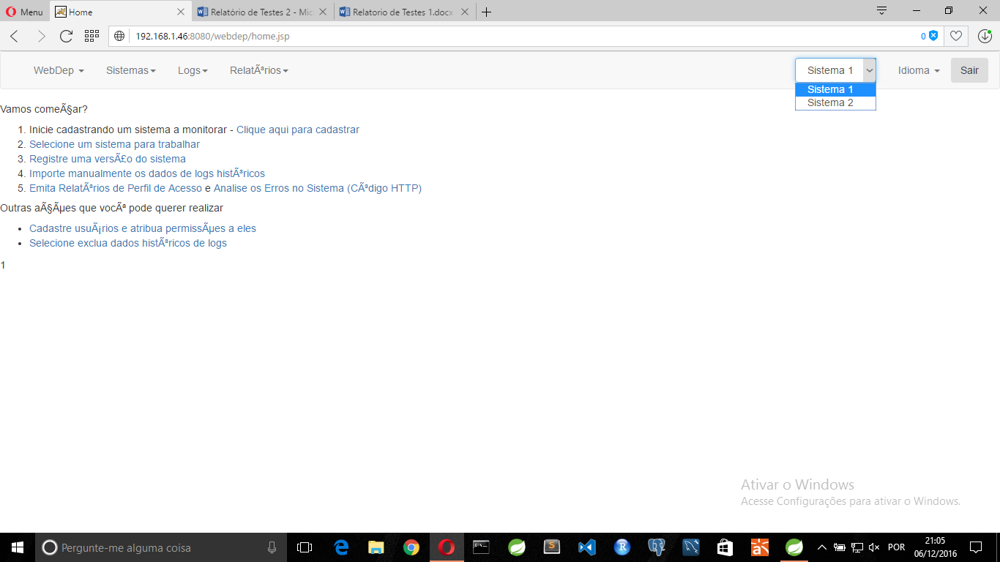 Menu Home Relatório de Testes 2 - Mic Relatorio de Testes 1.docx
192.168.1.46:8080/webdep/home.jsp 0
WebDep Sistemas Logs RelatÃ³rios Sistema 1 Idioma Sair
Sistema 1
Sistema 2
Vamos comeÃ§ar?
1. Inicie cadastrando um sistema a monitorar - Clique aqui para cadastrar
2. Selecione um sistema para trabalhar
3. Registre uma versÃ£o do sistema
4. Importe manualmente os dados de logs histÃ³ricos
5. Emita RelatÃ³rios de Perfil de Acesso e Analise os Erros no Sistema (CÃ³digo HTTP)
Outras aÃ§Ãµes que vocÃª pode querer realizar
• Cadastre usuÃ¡rios e atribua permissÃµes a eles
• Selecione exclua dados histÃ³ricos de logs
1
Ativar o Windows
Acesse Configurações para ativar o Windows.
Pergunte-me alguma coisa POR 21:05
06/12/2016